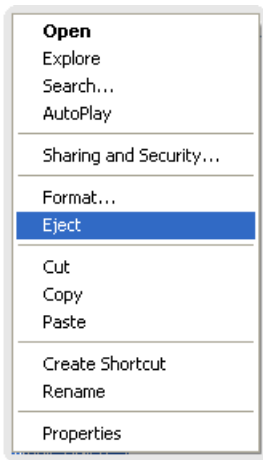 Open
Explore
Search...
AutoPlay
Sharing and Security...
Format...
Eject
Cut
Copy
Paste
Create Shortcut
Rename
Properties